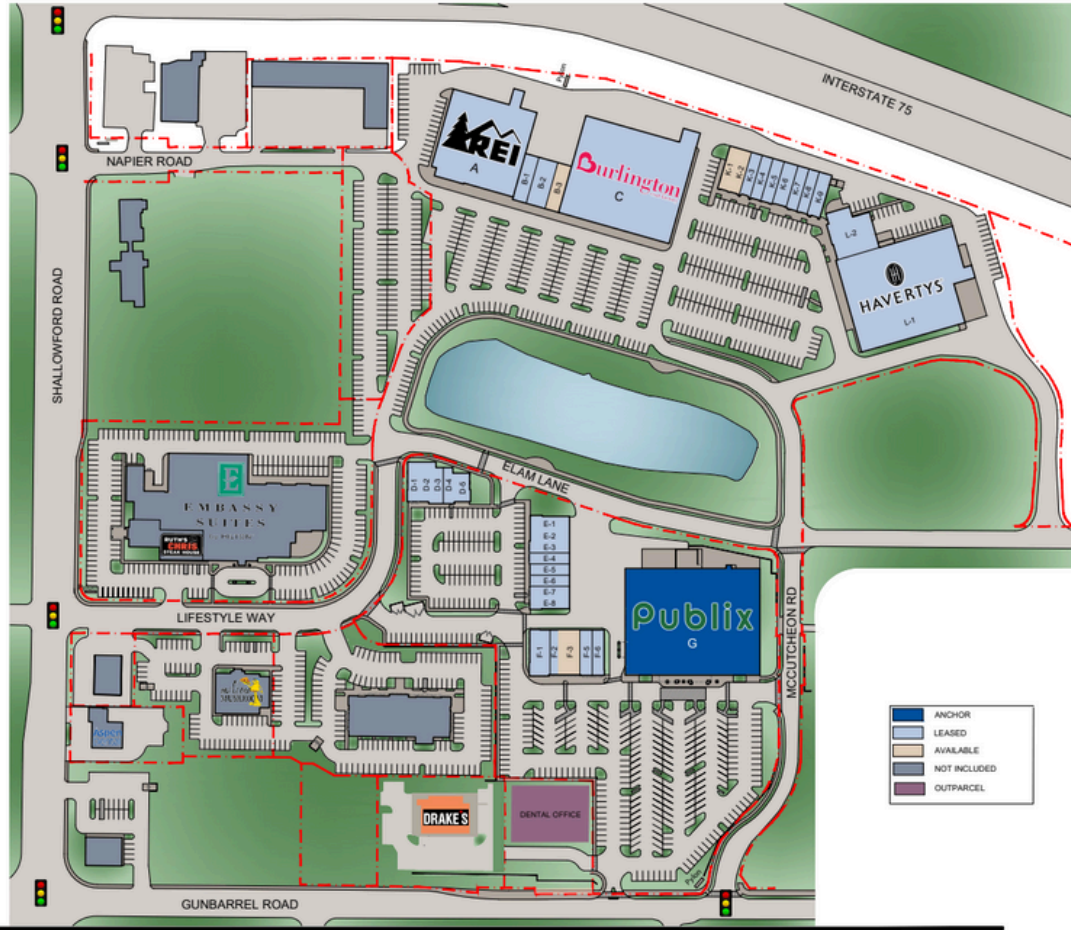 INTERSTATE 75
Pylon
NAPIER ROAD
REI
A
B-1
B-2
B-3
Burlington
C
K-1
K-2
K-3
K-4
K-5
K-6
K-7
K-8
K-9
L-2
HAVERTYS
L-1
SHALLOWFORD ROAD
E
EMBASSY
SUITES
RUTH'S
CHRIS
STEAK HOUSE
ELAM LANE
D-1
D-2
D-3
D-4
D-5
E-1
E-2
E-3
E-4
E-5
E-6
E-7
E-8
LIFESTYLE WAY
Publix
G
F-1
F-2
F-3
F-5
F-6
MCCUTCHEON RD
DRAKE'S
DENTAL OFFICE
Pylon
GUNBARREL ROAD
ANCHOR
LEASED
AVAILABLE
NOT INCLUDED
OUTPARCEL